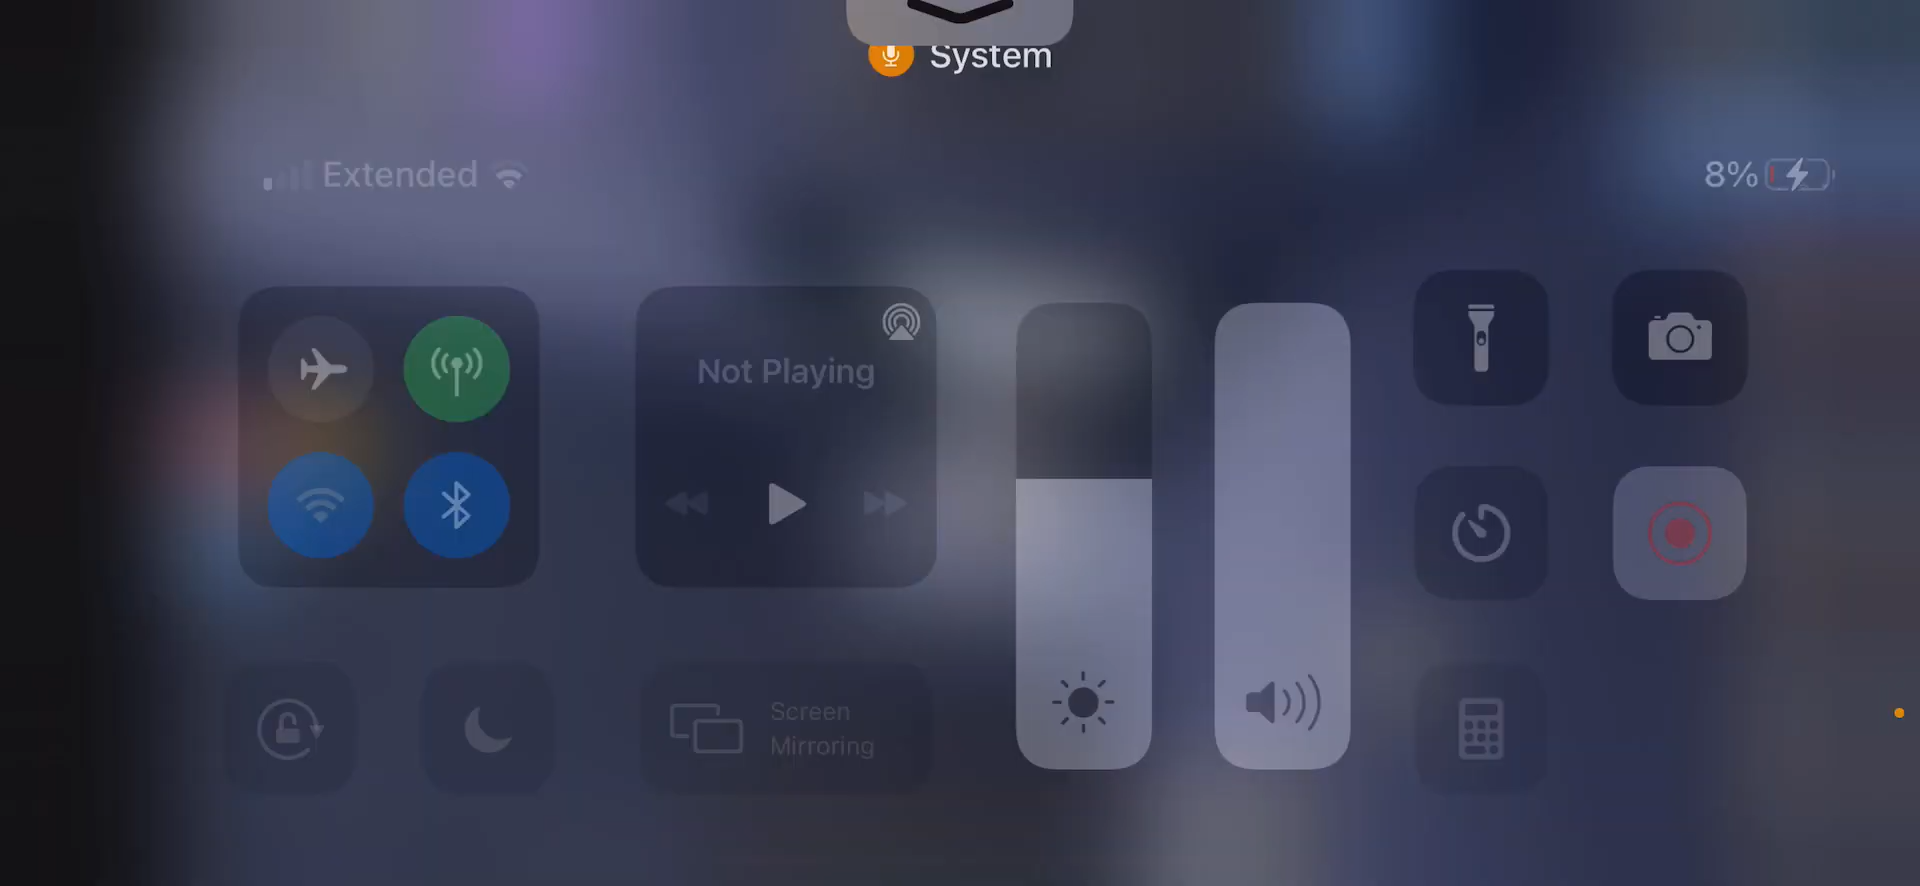 System
Extended
8%
Not Playing
Screen
Mirroring